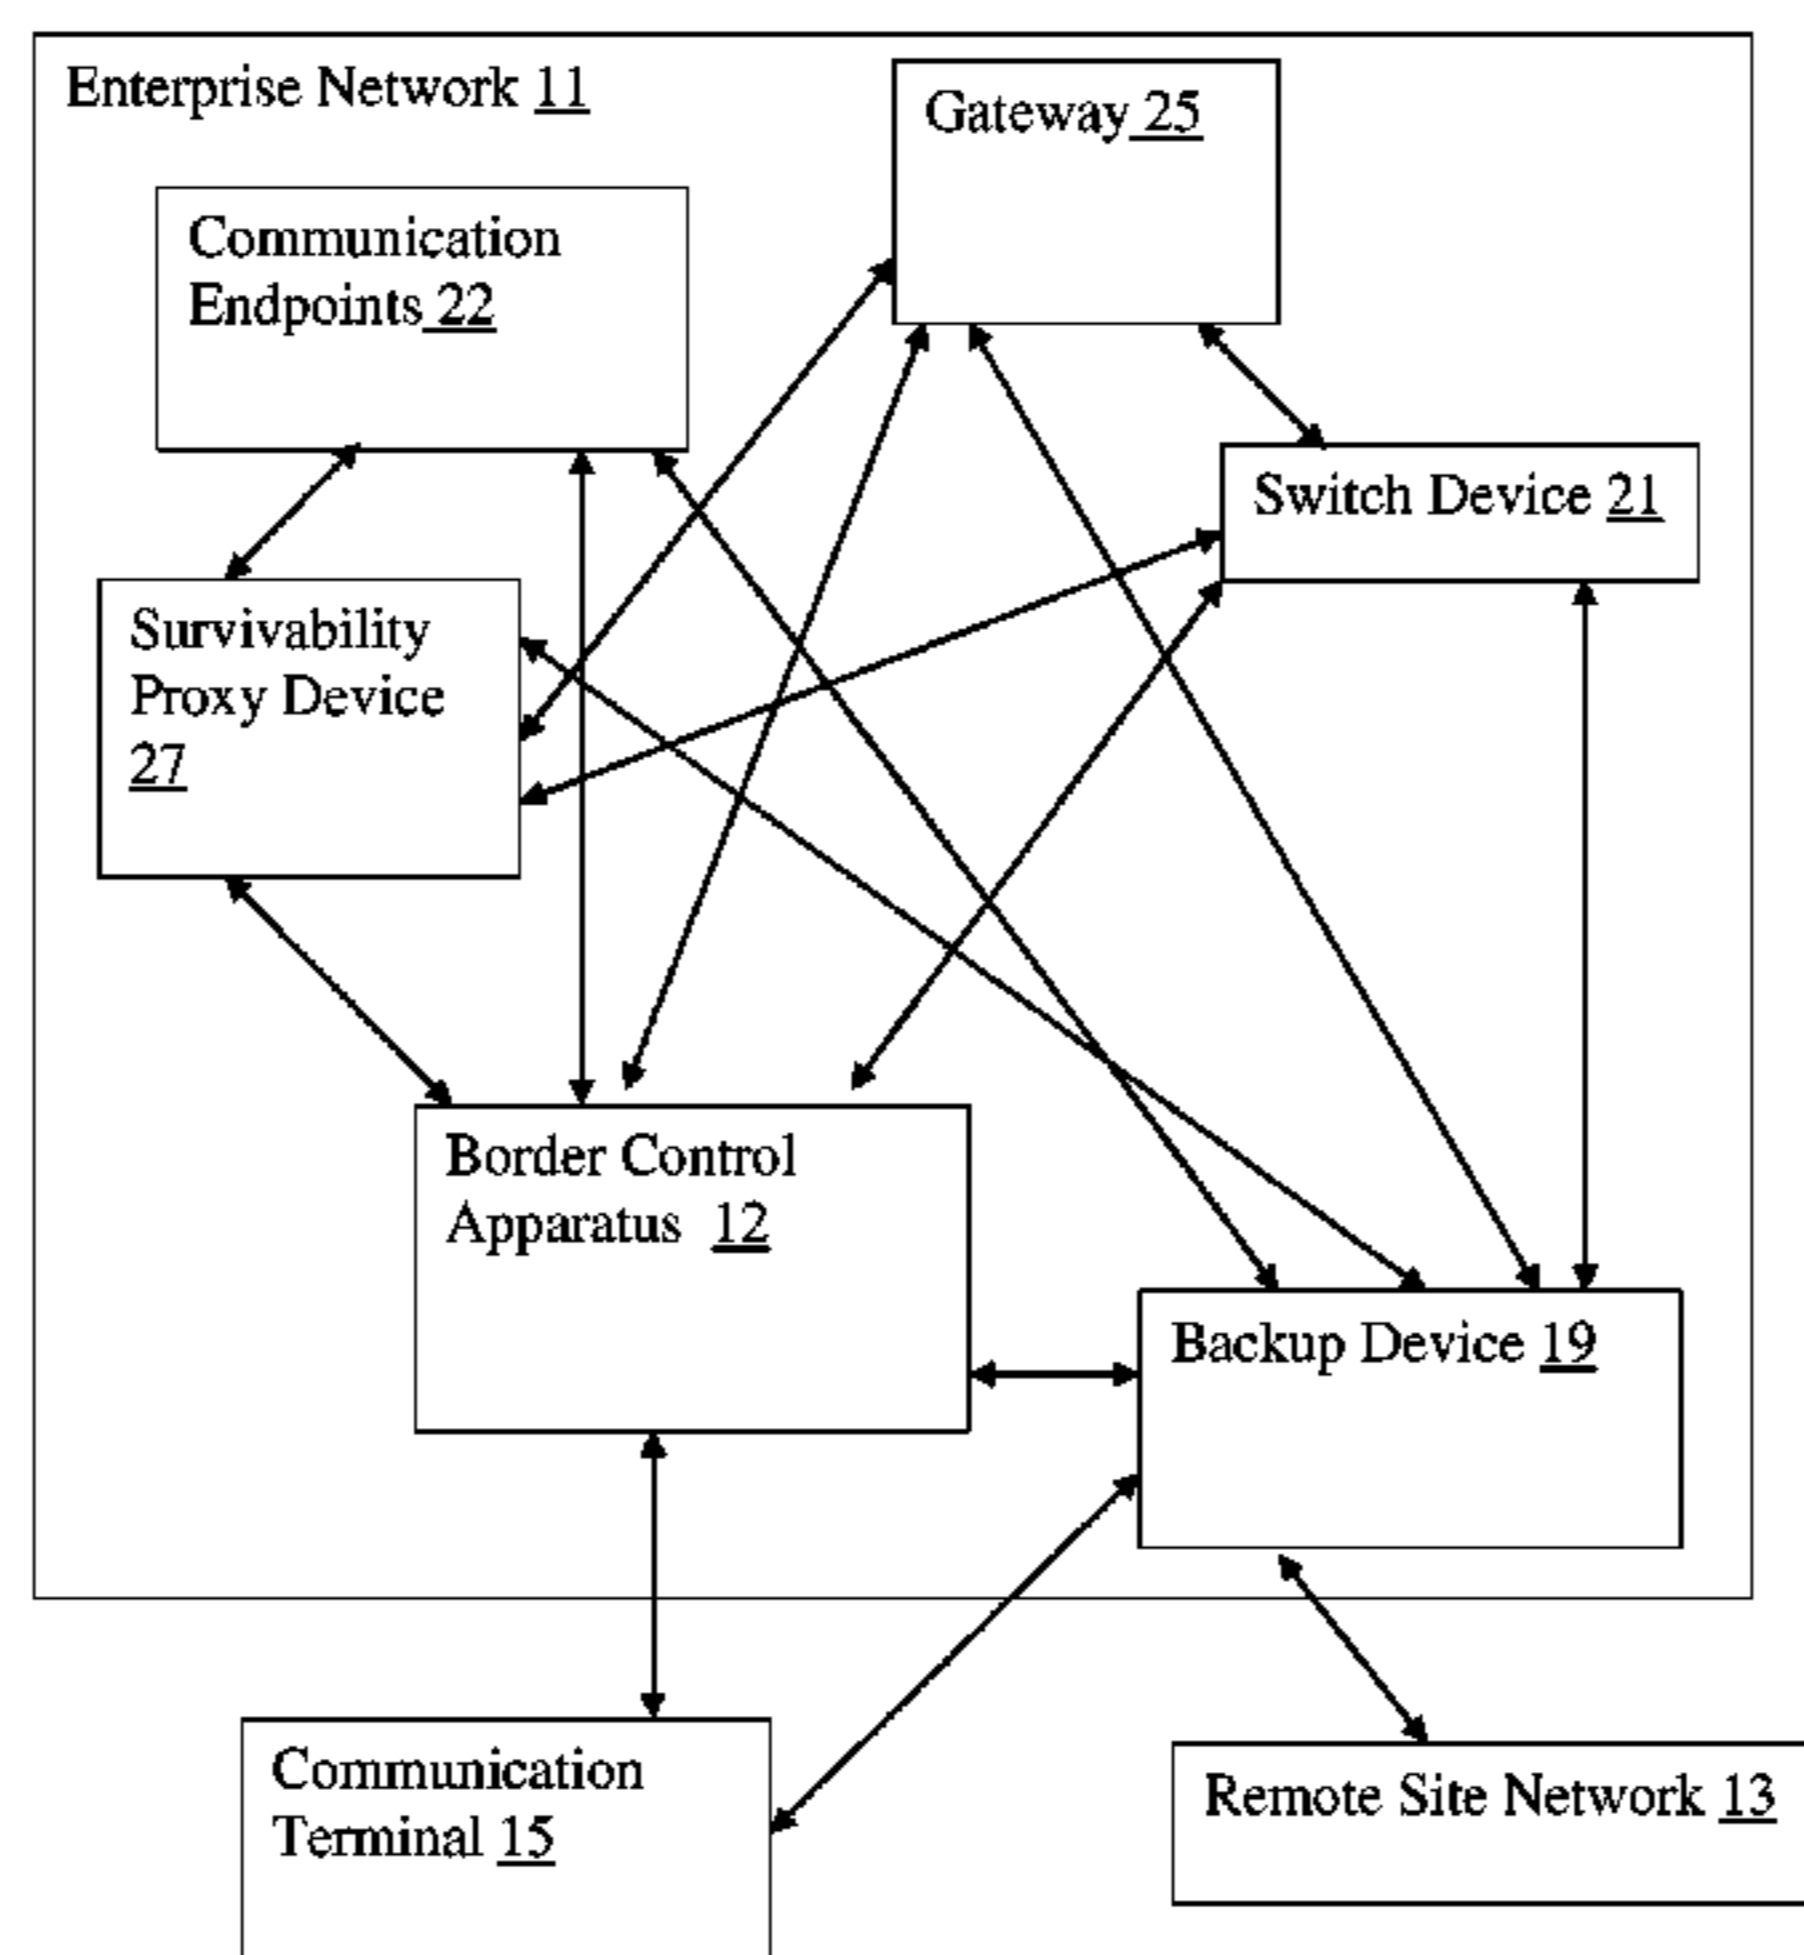 Enterprise Network 11
Gateway 25
Communication
Endpoints 22
Switch Device 21
Survivability
Proxy Device
27
Border Control
Apparatus 12
Backup Device 19
Communication
Terminal 15
Remote Site Network 13